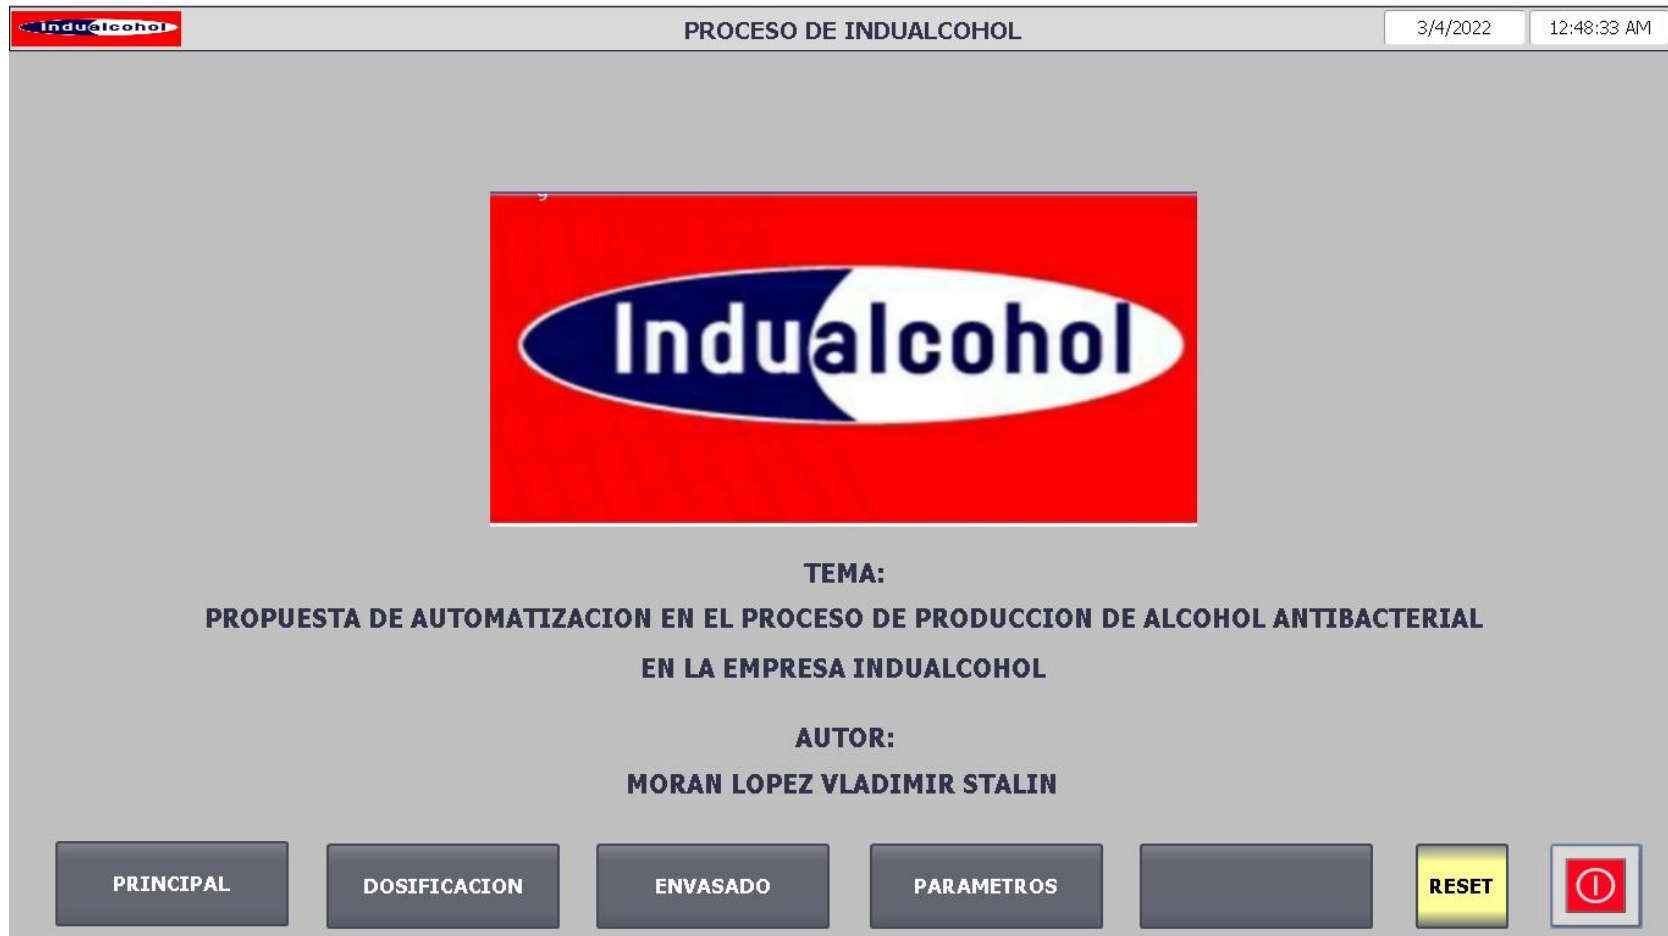 Indualcohol
PROCESO DE INDUALCOHOL
3/4/2022
12:48:33 AM
Indualcohol
TEMA:
PROPUESTA DE AUTOMATIZACION EN EL PROCESO DE PRODUCCION DE ALCOHOL ANTIBACTERIAL
EN LA EMPRESA INDUALCOHOL
AUTOR:
MORAN LOPEZ VLADIMIR STALIN
PRINCIPAL
DOSIFICACION
ENVASADO
PARAMETROS
RESET